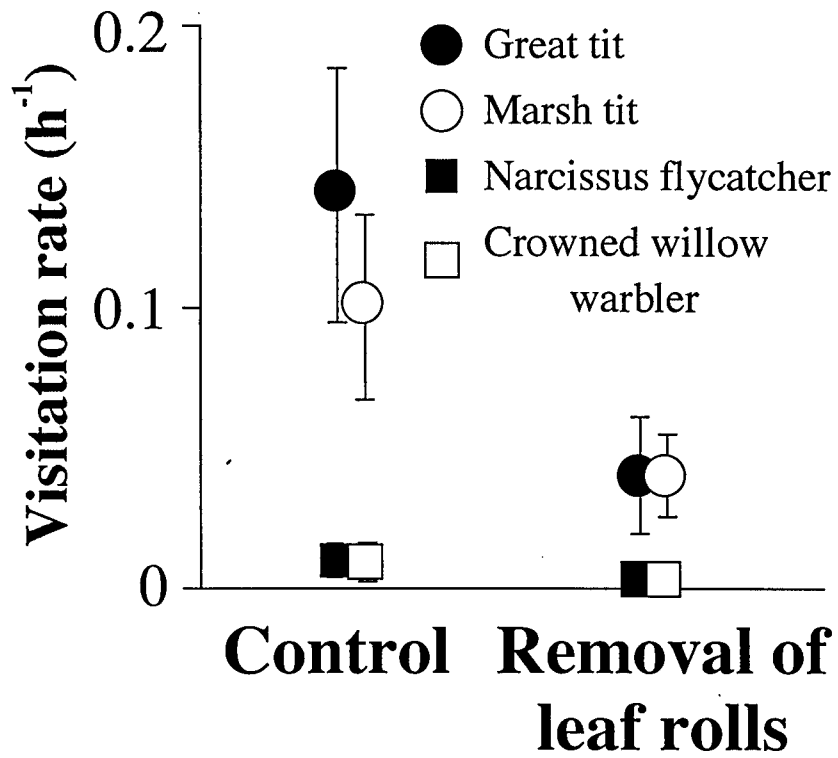 0.2
0.1
0
Visitation rate (h⁻¹)
Great tit
Marsh tit
Narcissus flycatcher
Crowned willow
warbler
Control
Removal of
leaf rolls